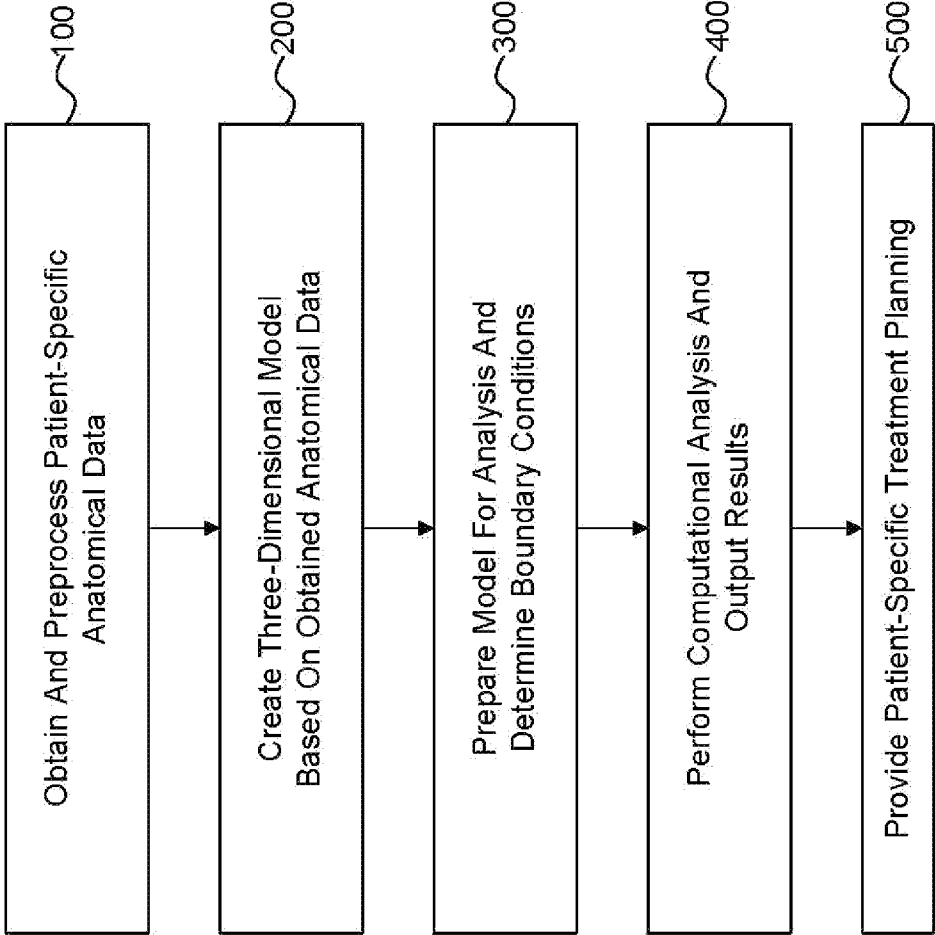 Obtain And Preprocess Patient-Specific
Anatomical Data
100
Create Three-Dimensional Model
Based On Obtained Anatomical Data
200
Prepare Model For Analysis And
Determine Boundary Conditions
300
Perform Computational Analysis And
Output Results
400
Provide Patient-Specific Treatment Planning
500